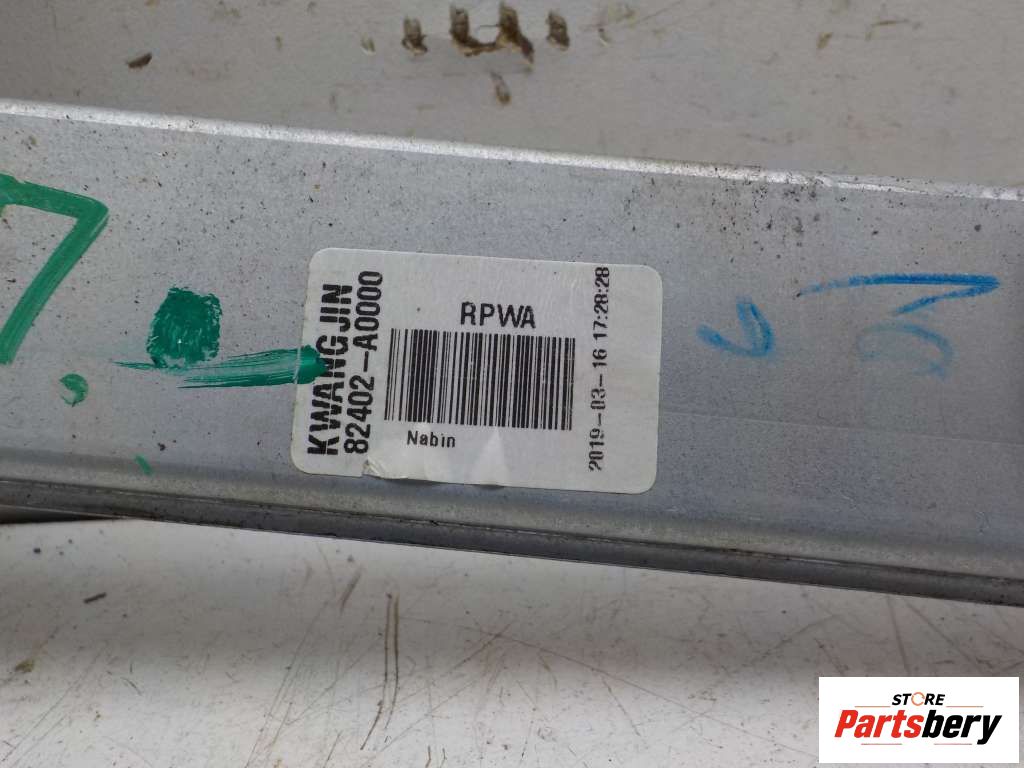 KWANG JIN
82402-A0000
RPWA
Nabin
2019-03-16 17:28:28
STORE
Partsbery